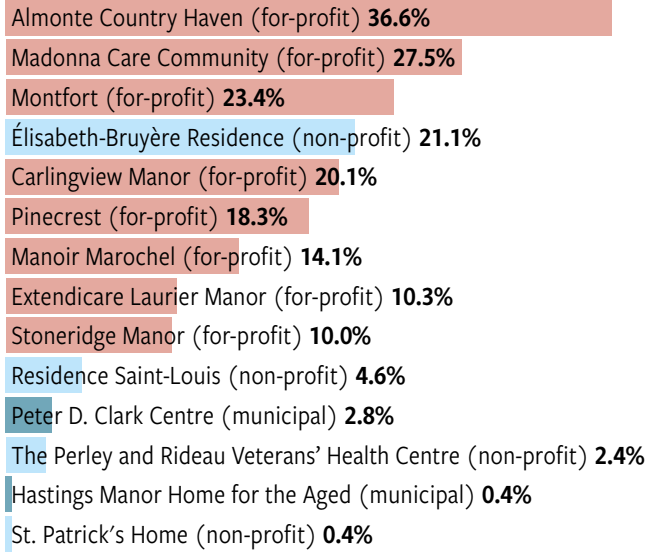 Almonte Country Haven (for-profit) 36.6%
Madonna Care Community (for-profit) 27.5%
Montfort (for-profit) 23.4%
Élisabeth-Bruyère Residence (non-profit) 21.1%
Carlingview Manor (for-profit) 20.1%
Pinecrest (for-profit) 18.3%
Manoir Marochel (for-profit) 14.1%
Extendicare Laurier Manor (for-profit) 10.3%
Stoneridge Manor (for-profit) 10.0%
Residence Saint-Louis (non-profit) 4.6%
Peter D. Clark Centre (municipal) 2.8%
The Perley and Rideau Veterans’ Health Centre (non-profit) 2.4%
Hastings Manor Home for the Aged (municipal) 0.4%
St. Patrick's Home (non-profit) 0.4%